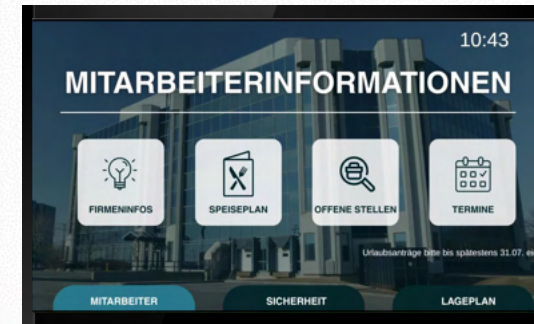 10:43
MITARBEITERINFORMATIONEN
FIRMENINFOS
SPEISEPLAN
OFFENE STELLEN
TERMINE
Urlaubsanträge bitte bis spätestens 31.07.
MITARBEITER
SICHERHEIT
LAGEPLAN